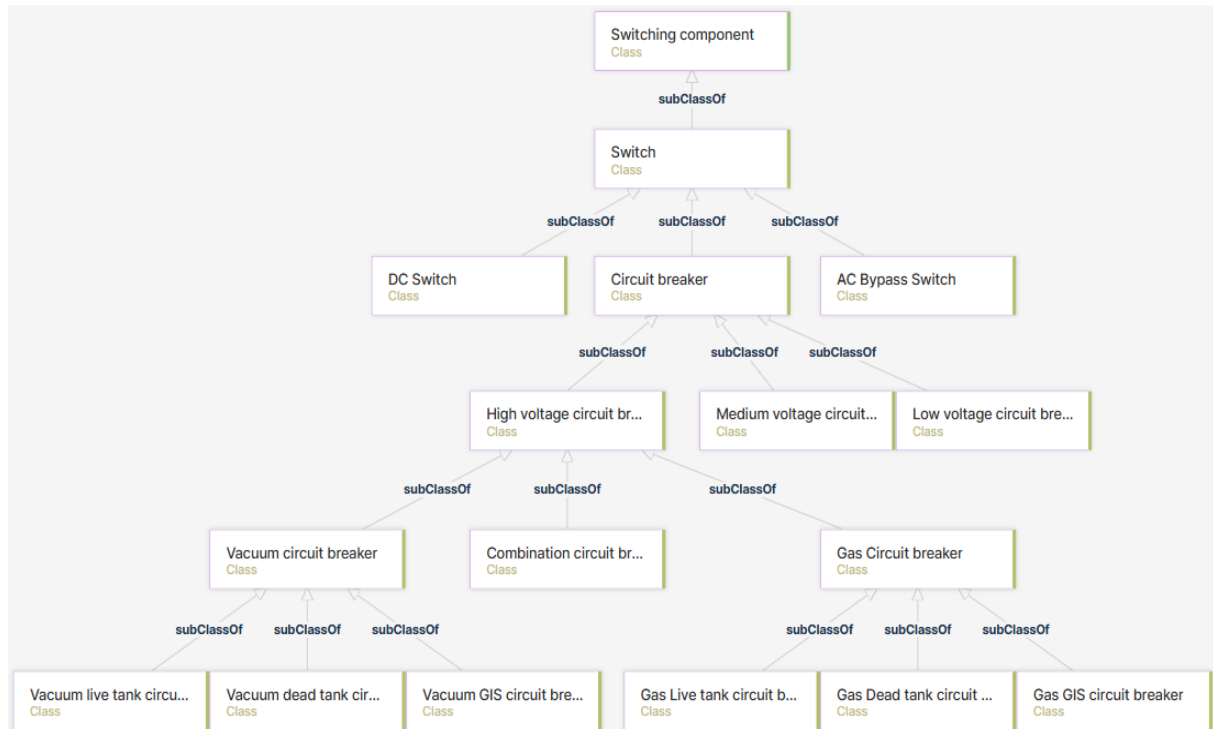 Switching component
Class
subClassOf
Switch
Class
subClassOf
subClassOf
subClassOf
DC Switch
Class
Circuit breaker
Class
AC Bypass Switch
Class
subClassOf
subClassOf
subClassOf
High voltage circuit br...
Class
Medium voltage circuit...
Class
Low voltage circuit bre...
Class
subClassOf
subClassOf
subClassOf
Vacuum circuit breaker
Class
Combination circuit br...
Class
Gas Circuit breaker
Class
subClassOf
subClassOf
subClassOf
subClassOf
subClassOf
subClassOf
Vacuum live tank circu...
Class
Vacuum dead tank cir...
Class
Vacuum GIS circuit bre...
Class
Gas Live tank circuit b...
Class
Gas Dead tank circuit ...
Class
Gas GIS circuit breaker
Class